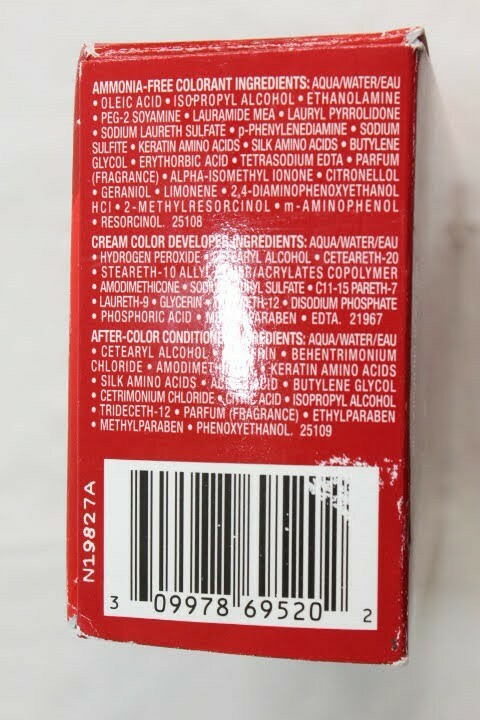 AMMONIA-FREE COLORANT INGREDIENTS: AQUA/WATER/EAU
• OLEIC ACID • ISOPROPYL ALCOHOL • ETHANOLAMINE
PEG-2 SOYAMINE • LAURAMIDE MEA • LAURYL PYRROLIDONE
• SODIUM LAURETH SULFATE • p-PHENYLENEDIAMINE • SODIUM
SULFITE • KERATIN AMINO ACIDS • SILK AMINO ACIDS • BUTYLENE
GLYCOL • ERYTHORBIC ACID • TETRASODIUM EDTA • PARFUM
(FRAGRANCE) • ALPHA-ISOMETHYL IONONE • CITRONELLOL
• GERANIOL • LIMONENE • 2,4-DIAMINOPHENOXYETHANOL
HCl • 2-METHYLRESORCINOL • m-AMINOPHENOL
RESORCINOL. 25108
CREAM COLOR DEVELOPER INGREDIENTS: AQUA/WATER/EAU
• HYDROGEN PEROXIDE • ALCOHOL • CETEARETH-20
• STEARETH-10 ALLYL /ACRYLATES COPOLYMER
AMODIMETHICONE • SULFATE • C11-15 PARETH-7
• LAURETH-9 • GLYCERIN • -12 • DISODIUM PHOSPHATE
• PHOSPHORIC ACID • • EDTA. 21967
AFTER-COLOR CONDITIONER INGREDIENTS: AQUA/WATER/EAU
• CETEARYL ALCOHOL • • BEHENTRIMONIUM
CHLORIDE • KERATIN AMINO ACIDS
• SILK AMINO ACIDS • • BUTYLENE GLYCOL
CETRIMONIUM CHLORIDE • CITRIC ACID • ISOPROPYL ALCOHOL
• TRIDECETH-12 • PARFUM (FRAGRANCE) • ETHYLPARABEN
• METHYLPARABEN • PHENOXYETHANOL. 25109
N19827A
3 09978 69520 2